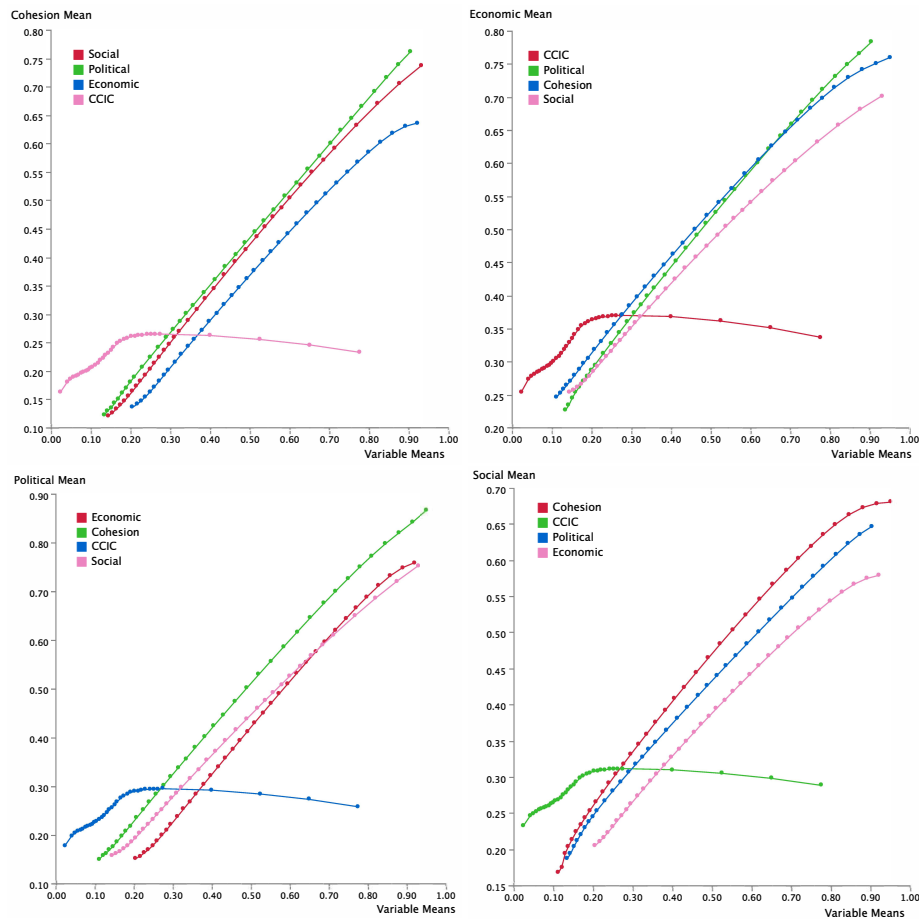 Cohesion Mean
0.80
0.75
0.70
0.65
0.60
0.55
0.50
0.45
0.40
0.35
0.30
0.25
0.20
0.15
0.10
Social
Political
Economic
CCIC
0.00 0.10 0.20 0.30 0.40 0.50 0.60 0.70 0.80 0.90 1.00
Variable Means
Economic Mean
0.80
0.75
0.70
0.65
0.60
0.55
0.50
0.45
0.40
0.35
0.30
0.25
0.20
CCIC
Political
Cohesion
Social
0.00 0.10 0.20 0.30 0.40 0.50 0.60 0.70 0.80 0.90 1.00
Variable Means
Political Mean
0.90
0.80
0.70
0.60
0.50
0.40
0.30
0.20
0.10
Economic
Cohesion
CCIC
Social
0.00 0.10 0.20 0.30 0.40 0.50 0.60 0.70 0.80 0.90 1.00
Variable Means
Social Mean
0.70
0.65
0.60
0.55
0.50
0.45
0.40
0.35
0.30
0.25
0.20
0.15
Cohesion
CCIC
Political
Economic
0.00 0.10 0.20 0.30 0.40 0.50 0.60 0.70 0.80 0.90 1.00
Variable Means